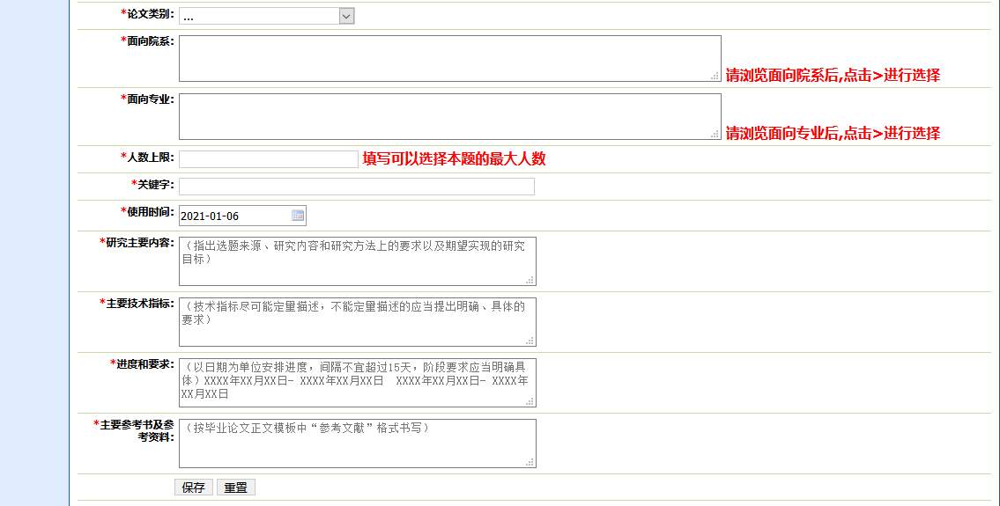 *论文类别: ...
*面向院系:
请浏览面向院系后,点击>进行选择
*面向专业:
请浏览面向专业后,点击>进行选择
*人数上限: 填写可以选择本题的最大人数
*关键字:
*使用时间: 2021-01-06
*研究主要内容: （指出选题来源、研究内容和研究方法上的要求以及期望实现的研究
目标）
*主要技术指标: （技术指标尽可能定量描述，不能定量描述的应当提出明确、具体的
要求）
*进度和要求: （以日期为单位安排进度，间隔不宜超过15天，阶段要求应当明确具
体）XXXX年XX月XX日- XXXX年XX月XX日  XXXX年XX月XX日- XXXX年
XX月XX日
*主要参考书及参 （按毕业论文正文模板中“参考文献”格式书写）
考资料:
保存 重置